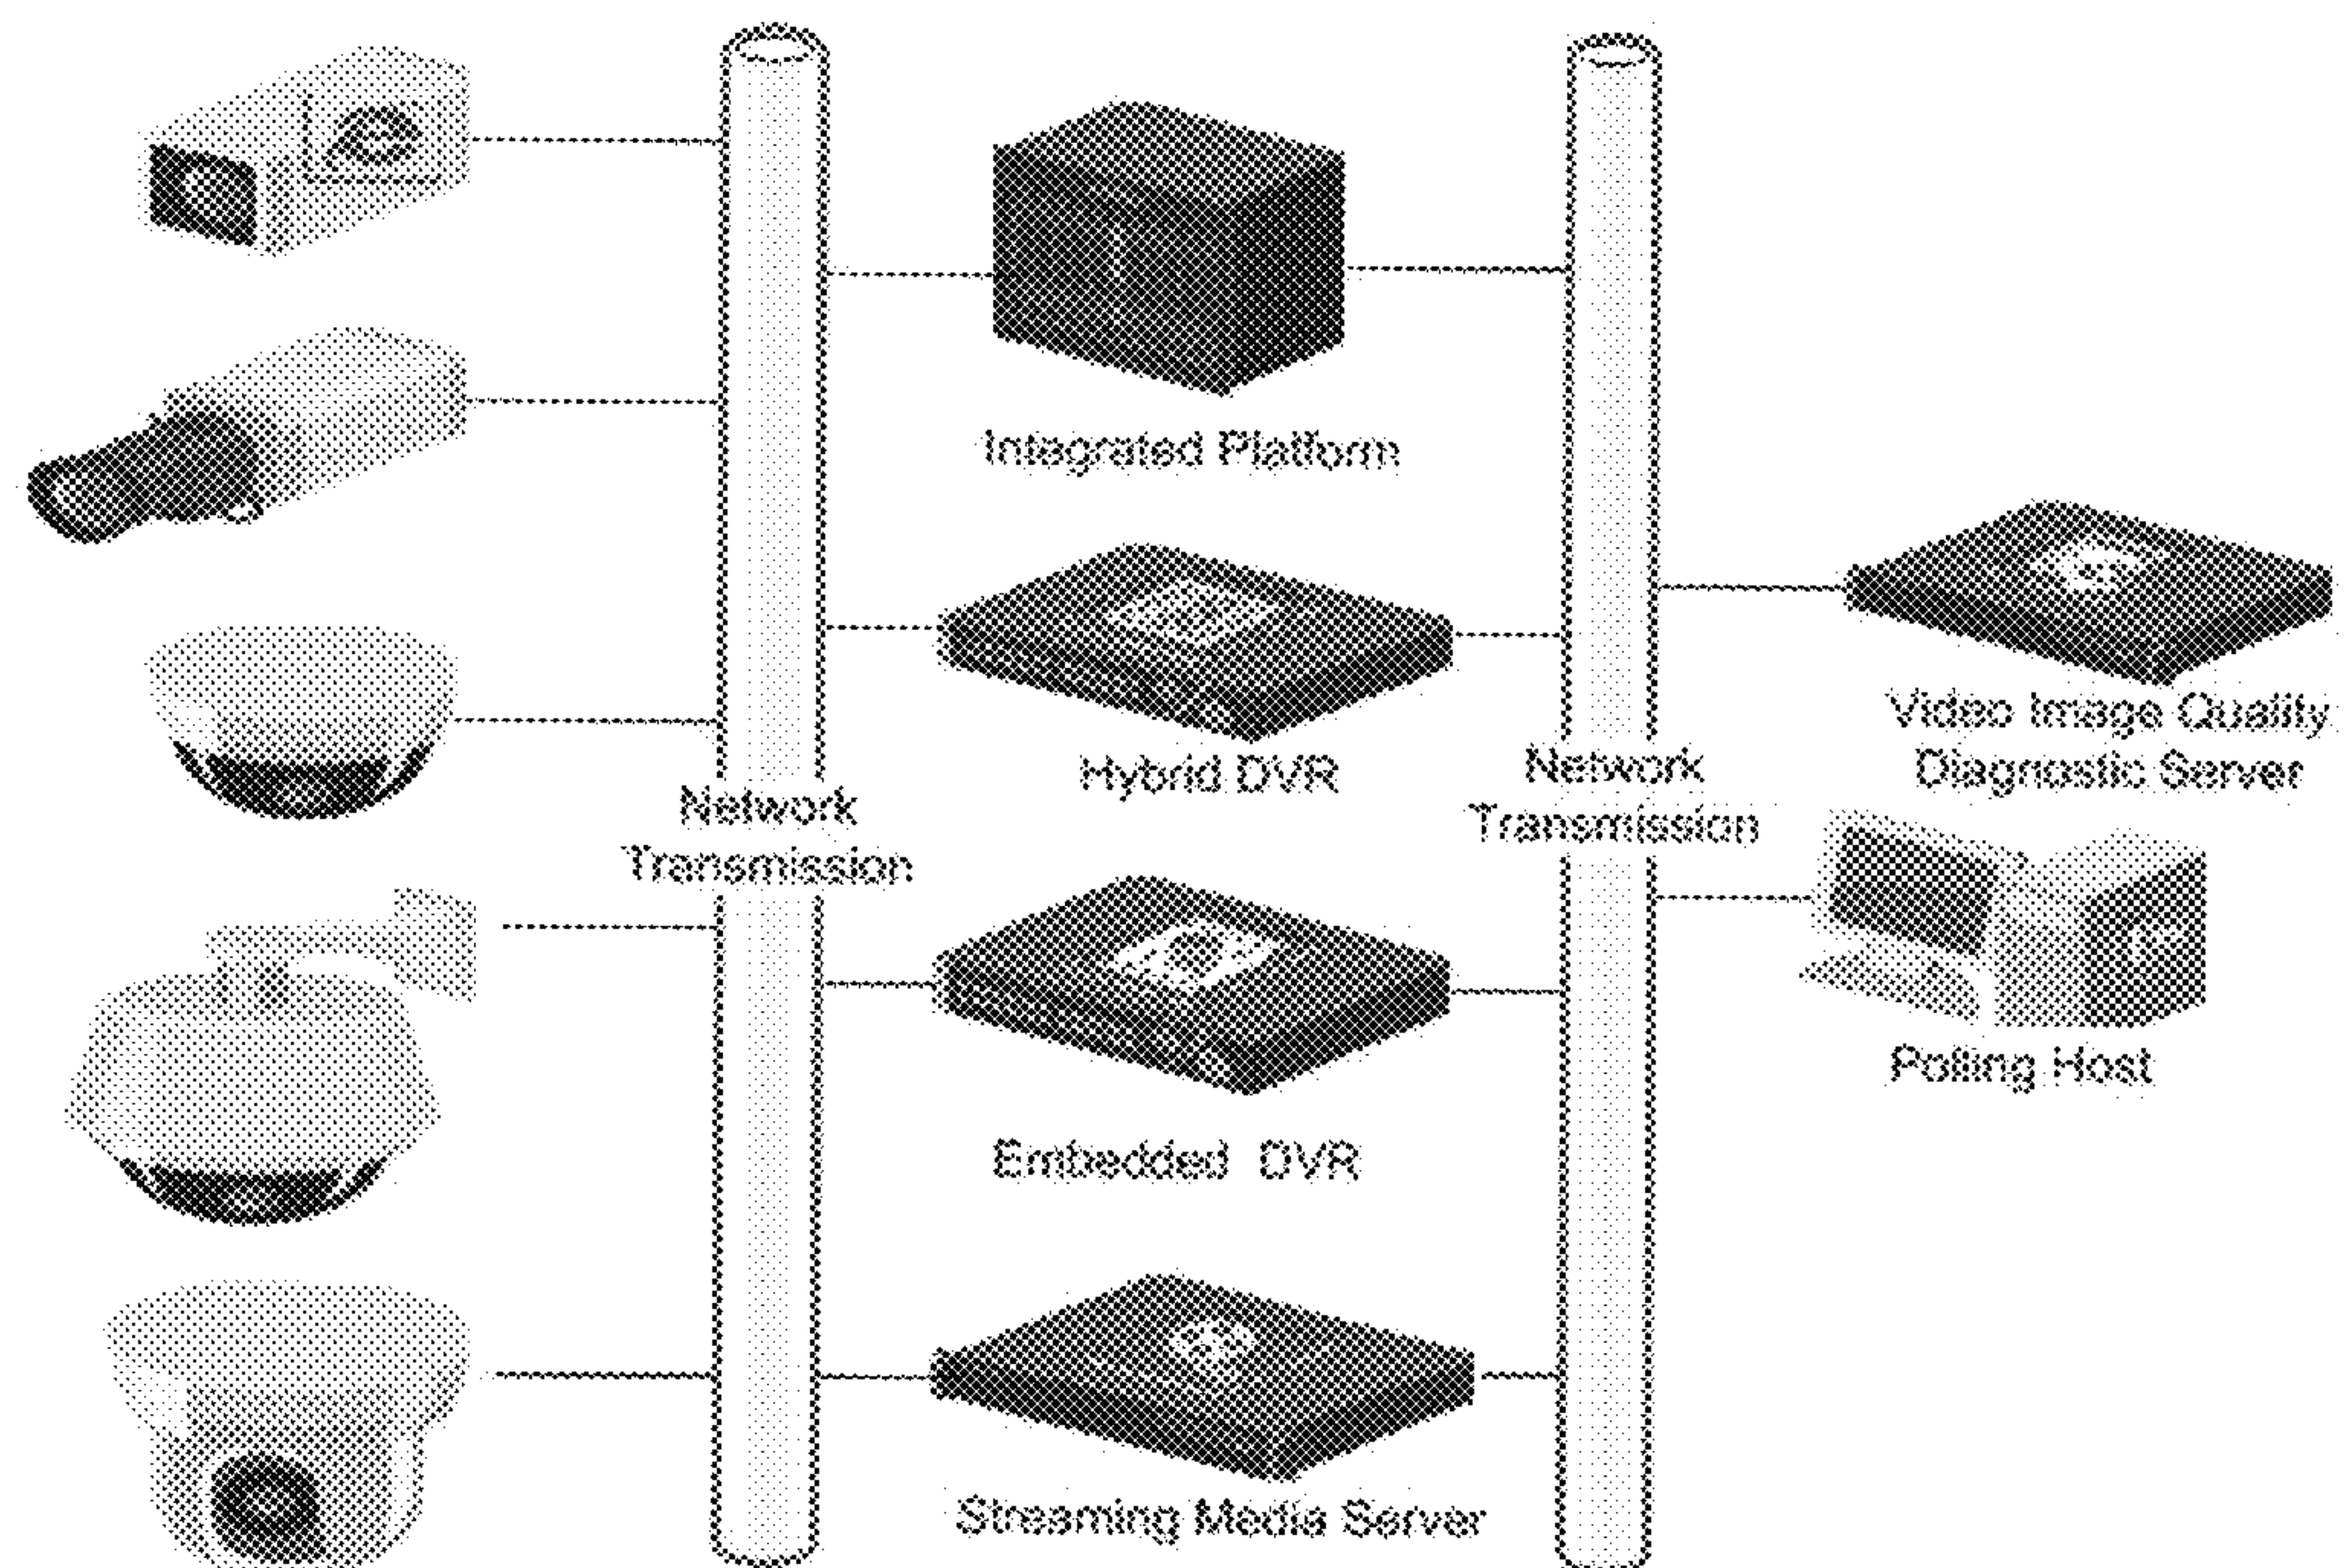 Integrated Platform
Hybrid DVR
Network
Transmission
Embedded DVR
Streaming Media Server
Network
Transmission
Video Image Quality
Diagnostic Server
Polling Host